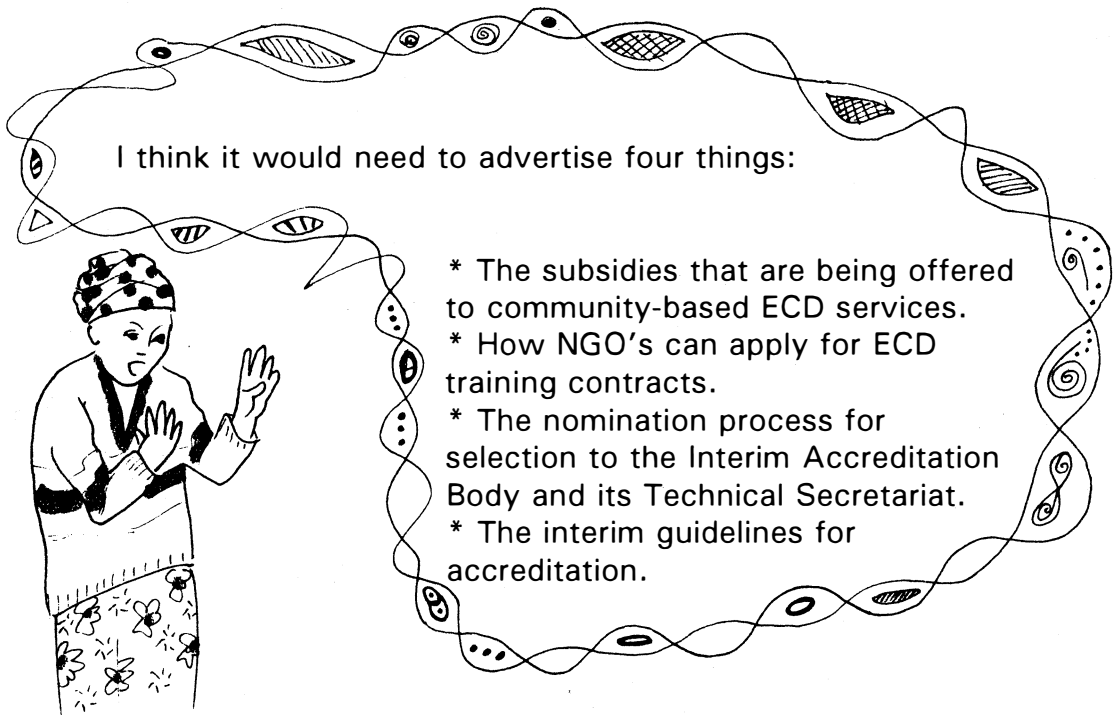 I think it would need to advertise four things:
* The subsidies that are being offered
to community-based ECD services.
* How NGO's can apply for ECD
training contracts.
* The nomination process for
selection to the Interim Accreditation
Body and its Technical Secretariat.
* The interim guidelines for
accreditation.